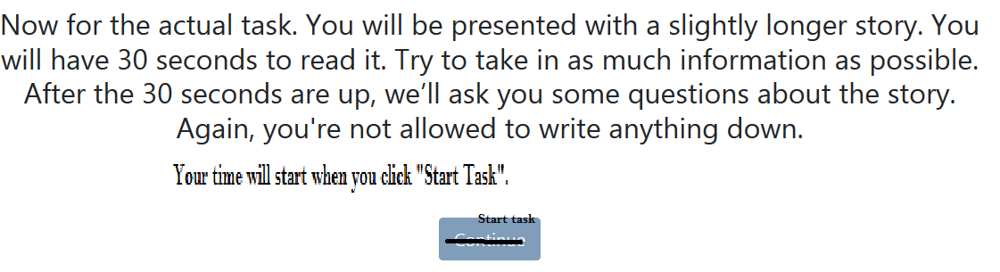 Now for the actual task. You will be presented with a slightly longer story. You
will have 30 seconds to read it. Try to take in as much information as possible.
After the 30 seconds are up, we’ll ask you some questions about the story.
Again, you're not allowed to write anything down.
Your time will start when you click "Start Task".
Start task
Continue